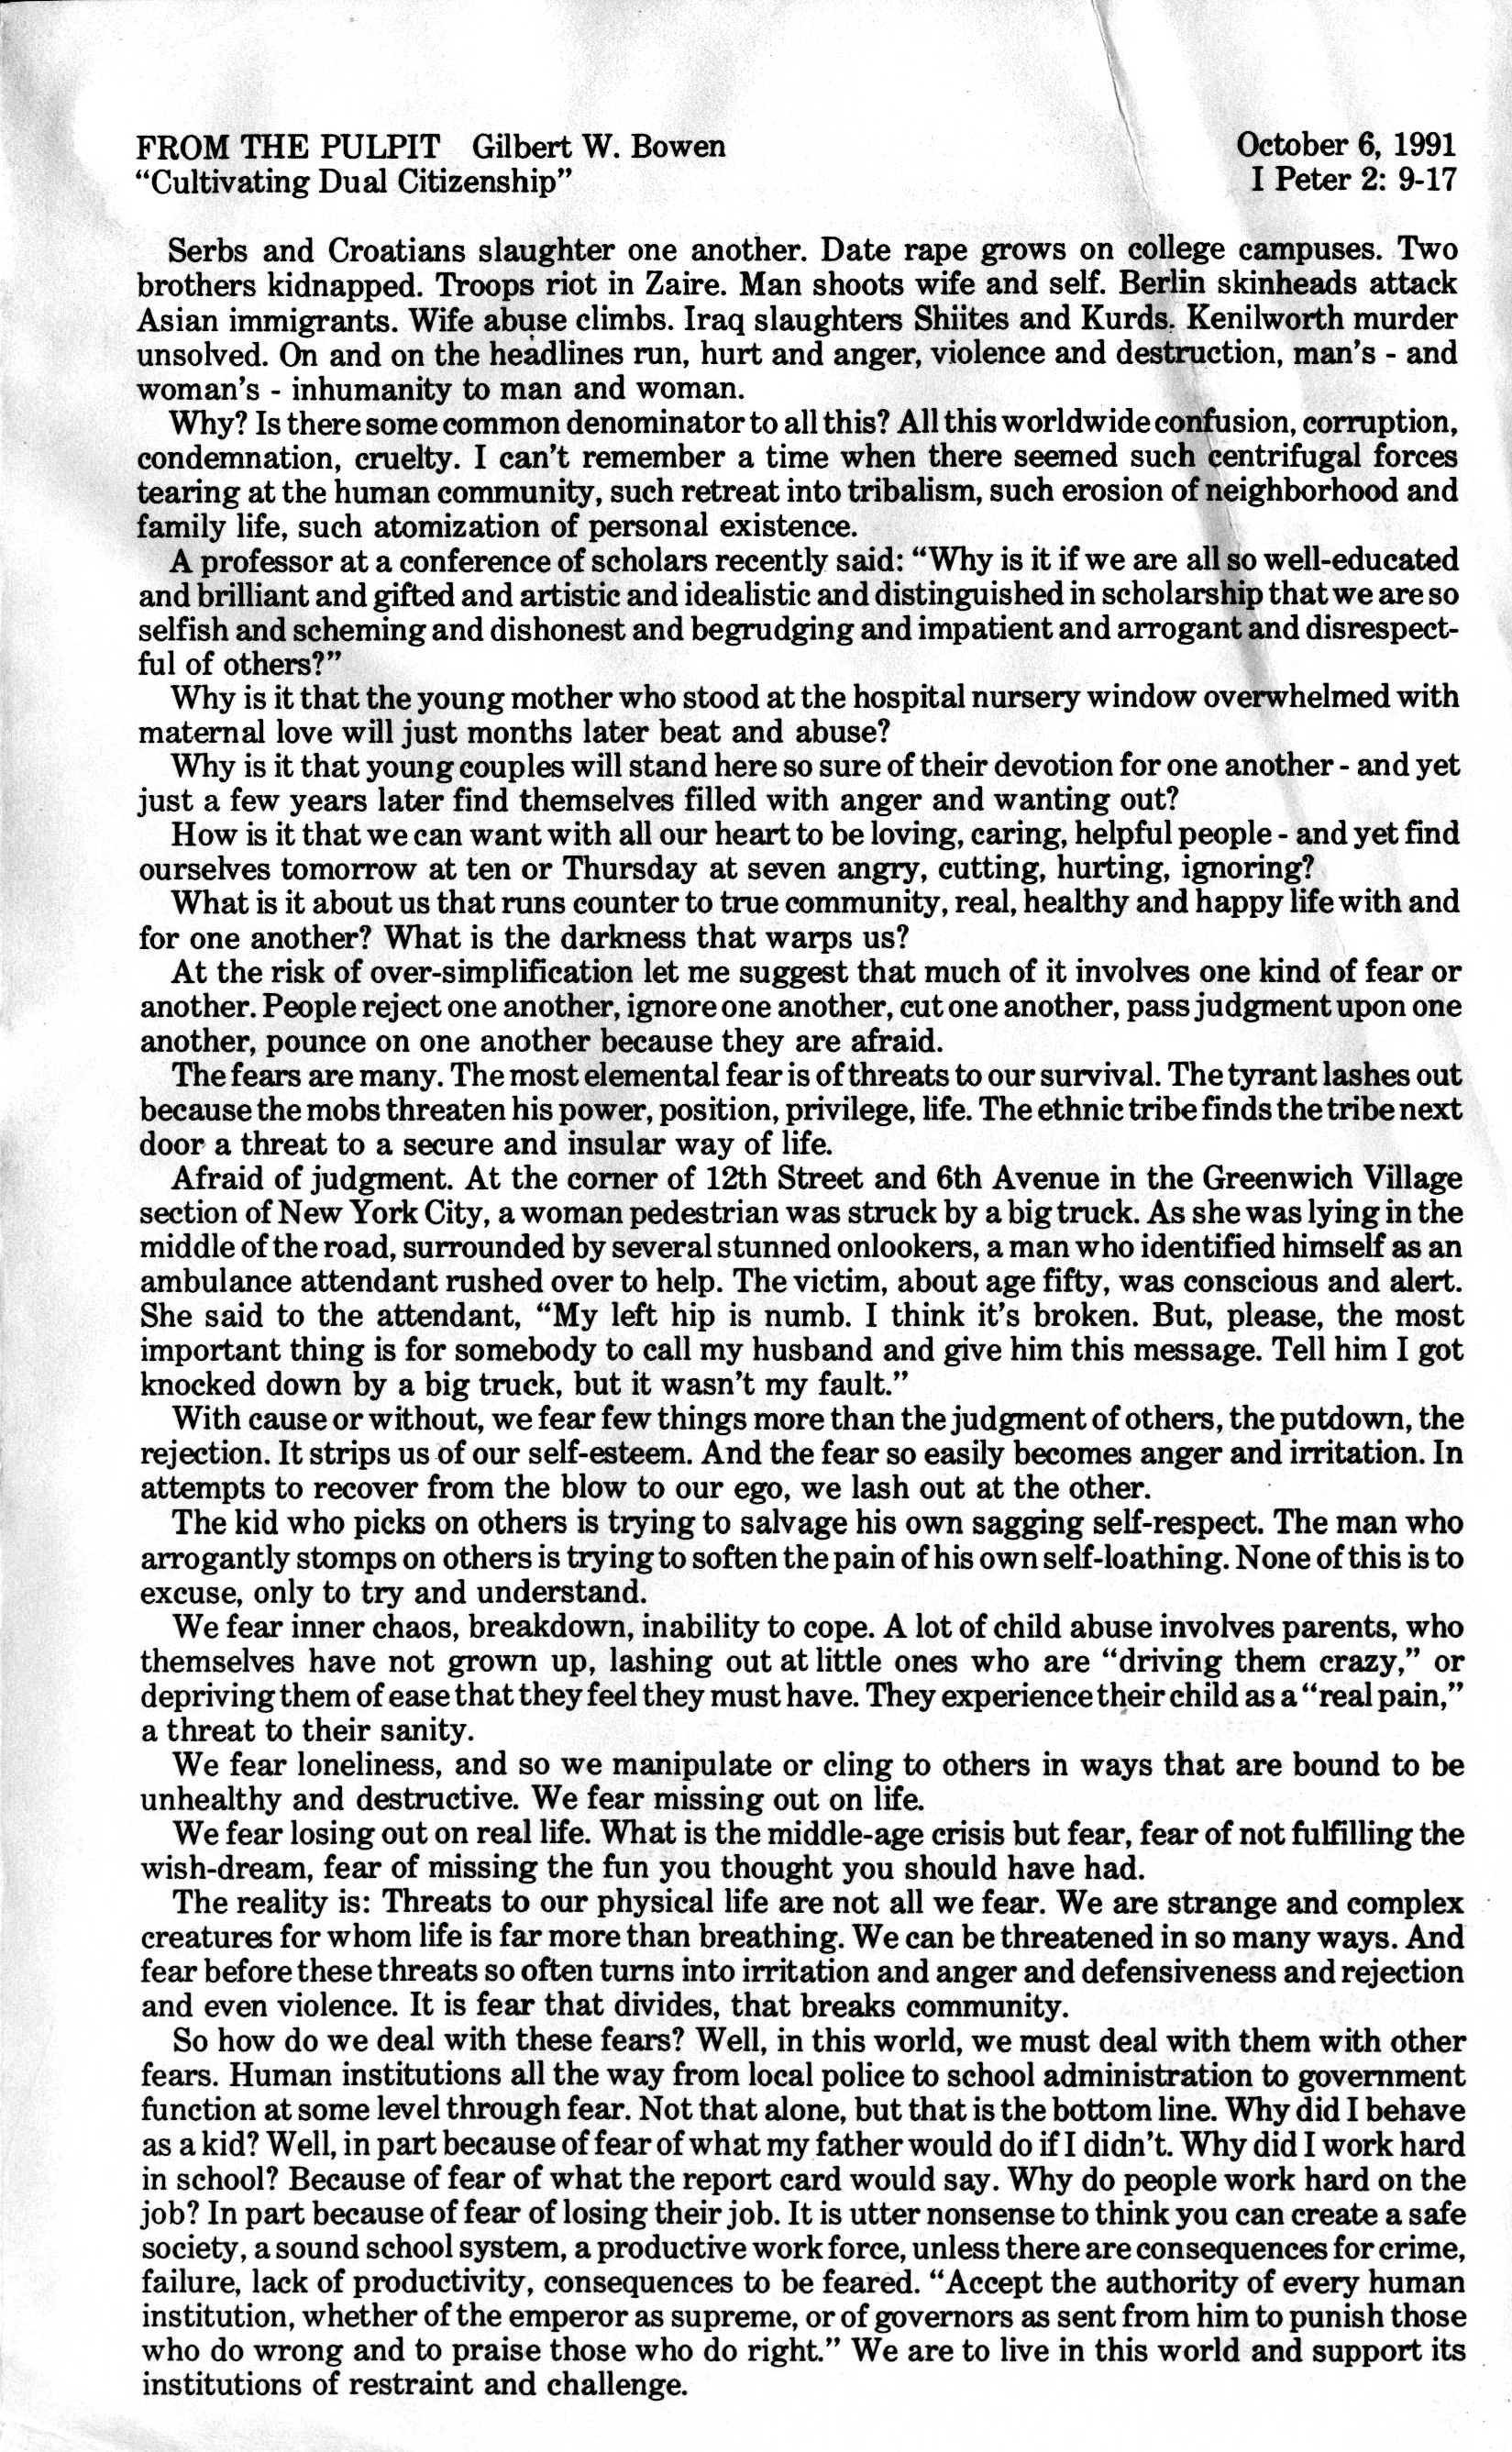 FROM THE PULPIT Gilbert W. Bowen October 6, 1991
"Cultivating Dual Citizenship" I Peter 2: 9-17
Serbs and Croatians slaughter one another. Date rape grows on college campuses. Two
brothers kidnapped. Troops riot in Zaire. Man shoots wife and self. Berlin skinheads attack
Asian immigrants. Wife abuse climbs. Iraq slaughters Shiites and Kurds. Kenilworth murder
unsolved. On and on the headlines run, hurt and anger, violence and destruction, man's - and
woman's - inhumanity to man and woman.
Why? Is there some common denominator to all this? All this worldwide confusion, corruption,
condemnation, cruelty. I can't remember a time when there seemed such centrifugal forces
tearing at the human community, such retreat into tribalism, such erosion of neighborhood and
family life, such atomization of personal existence.
A professor at a conference of scholars recently said: "Why is it if we are all so well-educated
and brilliant and gifted and artistic and idealistic and distinguished in scholarship that we are so
selfish and scheming and dishonest and begrudging and impatient and arrogant and disrespect-
ful of others?"
Why is it that the young mother who stood at the hospital nursery window overwhelmed with
maternal love will just months later beat and abuse?
Why is it that young couples will stand here so sure of their devotion for one another - and yet
just a few years later find themselves filled with anger and wanting out?
How is it that we can want with all our heart to be loving, caring, helpful people - and yet find
ourselves tomorrow at ten or Thursday at seven angry, cutting, hurting, ignoring?
What is it about us that runs counter to true community, real, healthy and happy life with and
for one another? What is the darkness that warps us?
At the risk of over-simplification let me suggest that much of it involves one kind of fear or
another. People reject one another, ignore one another, cut one another, pass judgment upon one
another, pounce on one another because they are afraid.
The fears are many. The most elemental fear is of threats to our survival. The tyrant lashes out
because the mobs threaten his power, position, privilege, life. The ethnic tribe finds the tribe next
door a threat to a secure and insular way of life.
Afraid of judgment. At the corner of 12th Street and 6th Avenue in the Greenwich Village
section of New York City, a woman pedestrian was struck by a big truck. As she was lying in the
middle of the road, surrounded by several stunned onlookers, a man who identified himself as an
ambulance attendant rushed over to help. The victim, about age fifty, was conscious and alert.
She said to the attendant, "My left hip is numb. I think it's broken. But, please, the most
important thing is for somebody to call my husband and give him this message. Tell him I got
knocked down by a big truck, but it wasn't my fault."
With cause or without, we fear few things more than the judgment of others, the putdown, the
rejection. It strips us of our self-esteem. And the fear so easily becomes anger and irritation. In
attempts to recover from the blow to our ego, we lash out at the other.
The kid who picks on others is trying to salvage his own sagging self-respect. The man who
arrogantly stomps on others is trying to soften the pain of his own self-loathing. None of this is to
excuse, only to try and understand.
We fear inner chaos, breakdown, inability to cope. A lot of child abuse involves parents, who
themselves have not grown up, lashing out at little ones who are "driving them crazy," or
depriving them of ease that they feel they must have. They experience their child as a "real pain,"
a threat to their sanity.
We fear loneliness, and so we manipulate or cling to others in ways that are bound to be
unhealthy and destructive. We fear missing out on life.
We fear losing out on real life. What is the middle-age crisis but fear, fear of not fulfilling the
wish-dream, fear of missing the fun you thought you should have had.
The reality is: Threats to our physical life are not all we fear. We are strange and complex
creatures for whom life is far more than breathing. We can be threatened in so many ways. And
fear before these threats so often turns into irritation and anger and defensiveness and rejection
and even violence. It is fear that divides, that breaks community.
So how do we deal with these fears? Well, in this world, we must deal with them with other
fears. Human institutions all the way from local police to school administration to government
function at some level through fear. Not that alone, but that is the bottom line. Why did I behave
as a kid? Well, in part because of fear of what my father would do if I didn't. Why did I work hard
in school? Because of fear of what the report card would say. Why do people work hard on the
job? In part because of fear of losing their job. It is utter nonsense to think you can create a safe
society, a sound school system, a productive work force, unless there are consequences for crime,
failure, lack of productivity, consequences to be feared. "Accept the authority of every human
institution, whether of the emperor as supreme, or of governors as sent from him to punish those
who do wrong and to praise those who do right." We are to live in this world and support its
institutions of restraint and challenge.